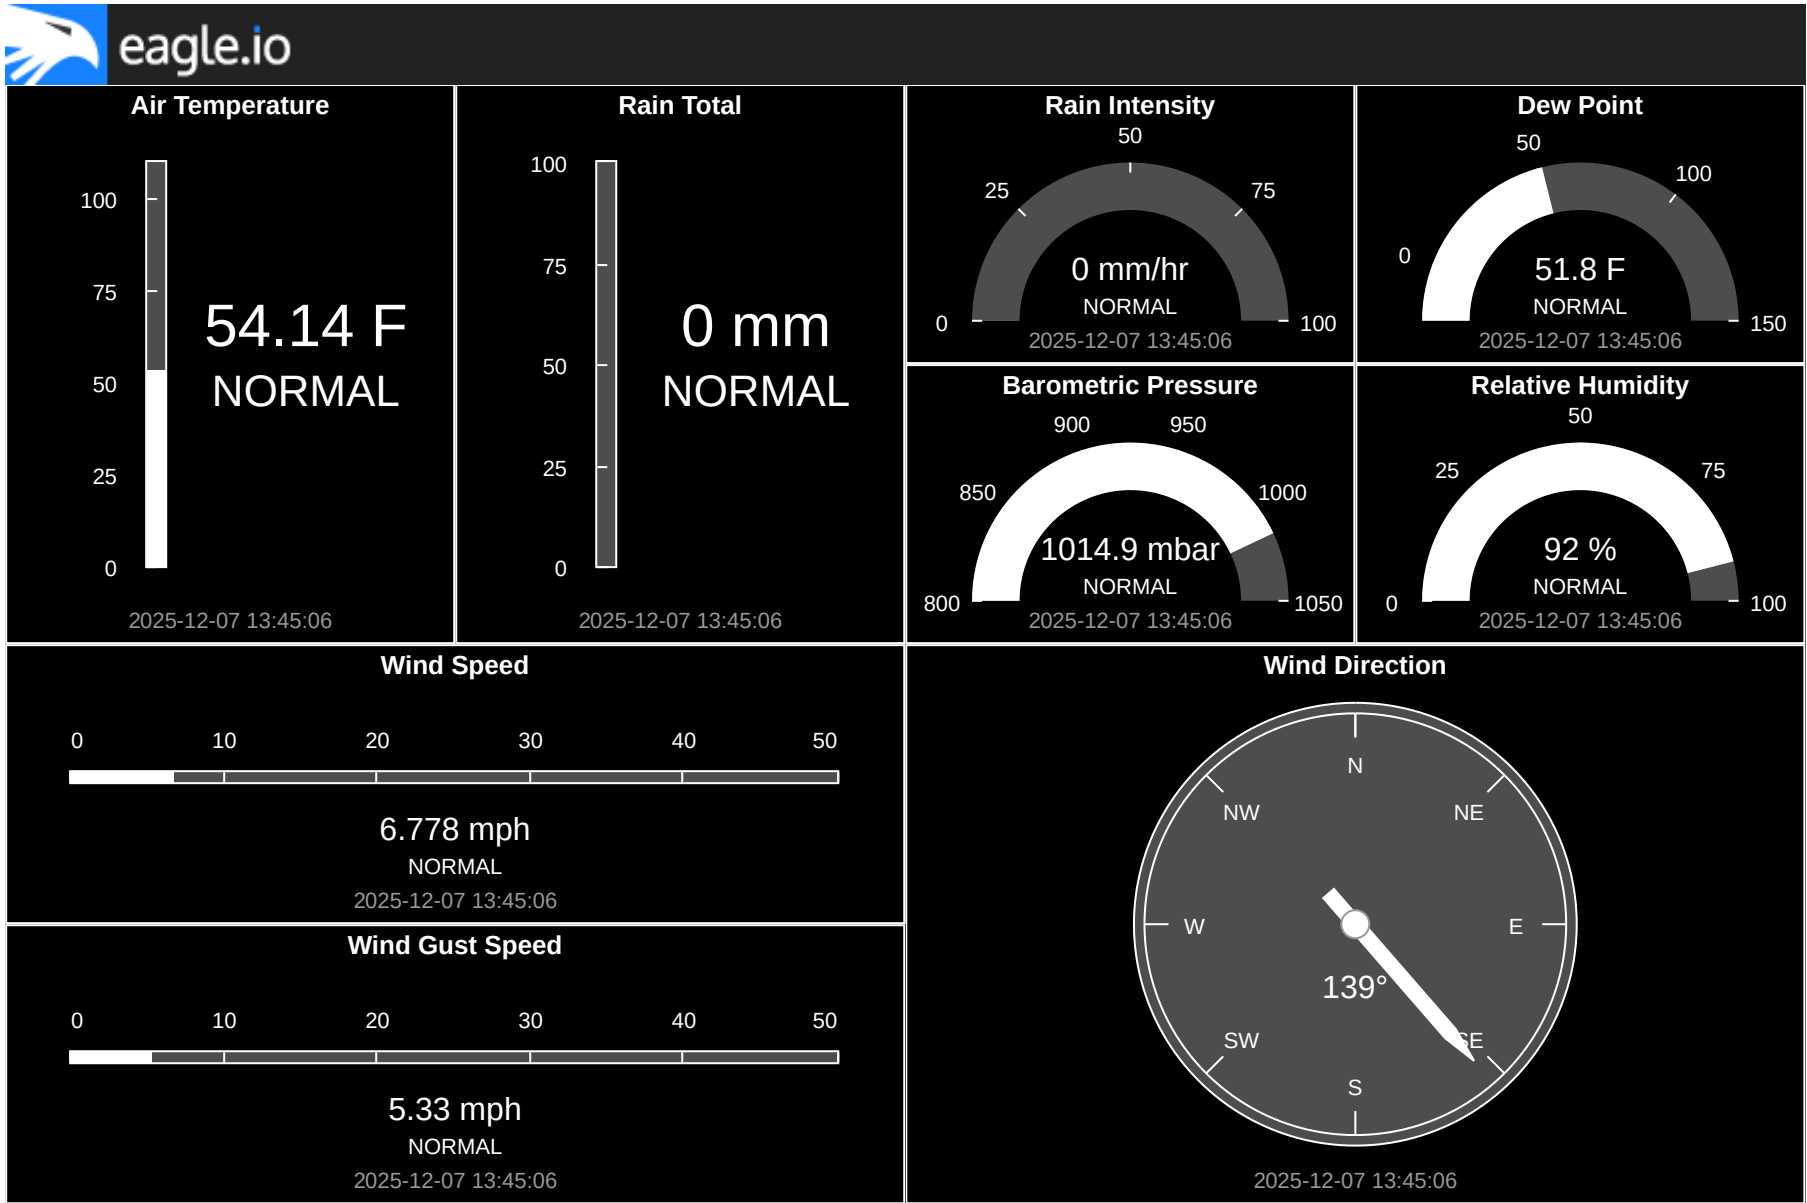 eagle.io
Air Temperature
100
75
50
25
0
54.14 F
NORMAL
2025-12-07 13:45:06
Rain Total
100
75
50
25
0
0 mm
NORMAL
2025-12-07 13:45:06
Rain Intensity
0
25
50
75
100
0 mm/hr
NORMAL
2025-12-07 13:45:06
Dew Point
0
50
100
150
51.8 F
NORMAL
2025-12-07 13:45:06
Barometric Pressure
800
850
900
950
1000
1050
1014.9 mbar
NORMAL
2025-12-07 13:45:06
Relative Humidity
0
25
50
75
100
92 %
NORMAL
2025-12-07 13:45:06
Wind Speed
0 10 20 30 40 50
6.778 mph
NORMAL
2025-12-07 13:45:06
Wind Gust Speed
0 10 20 30 40 50
5.33 mph
NORMAL
2025-12-07 13:45:06
Wind Direction
N
NW NE
W E
139°
SW SE
S
2025-12-07 13:45:06